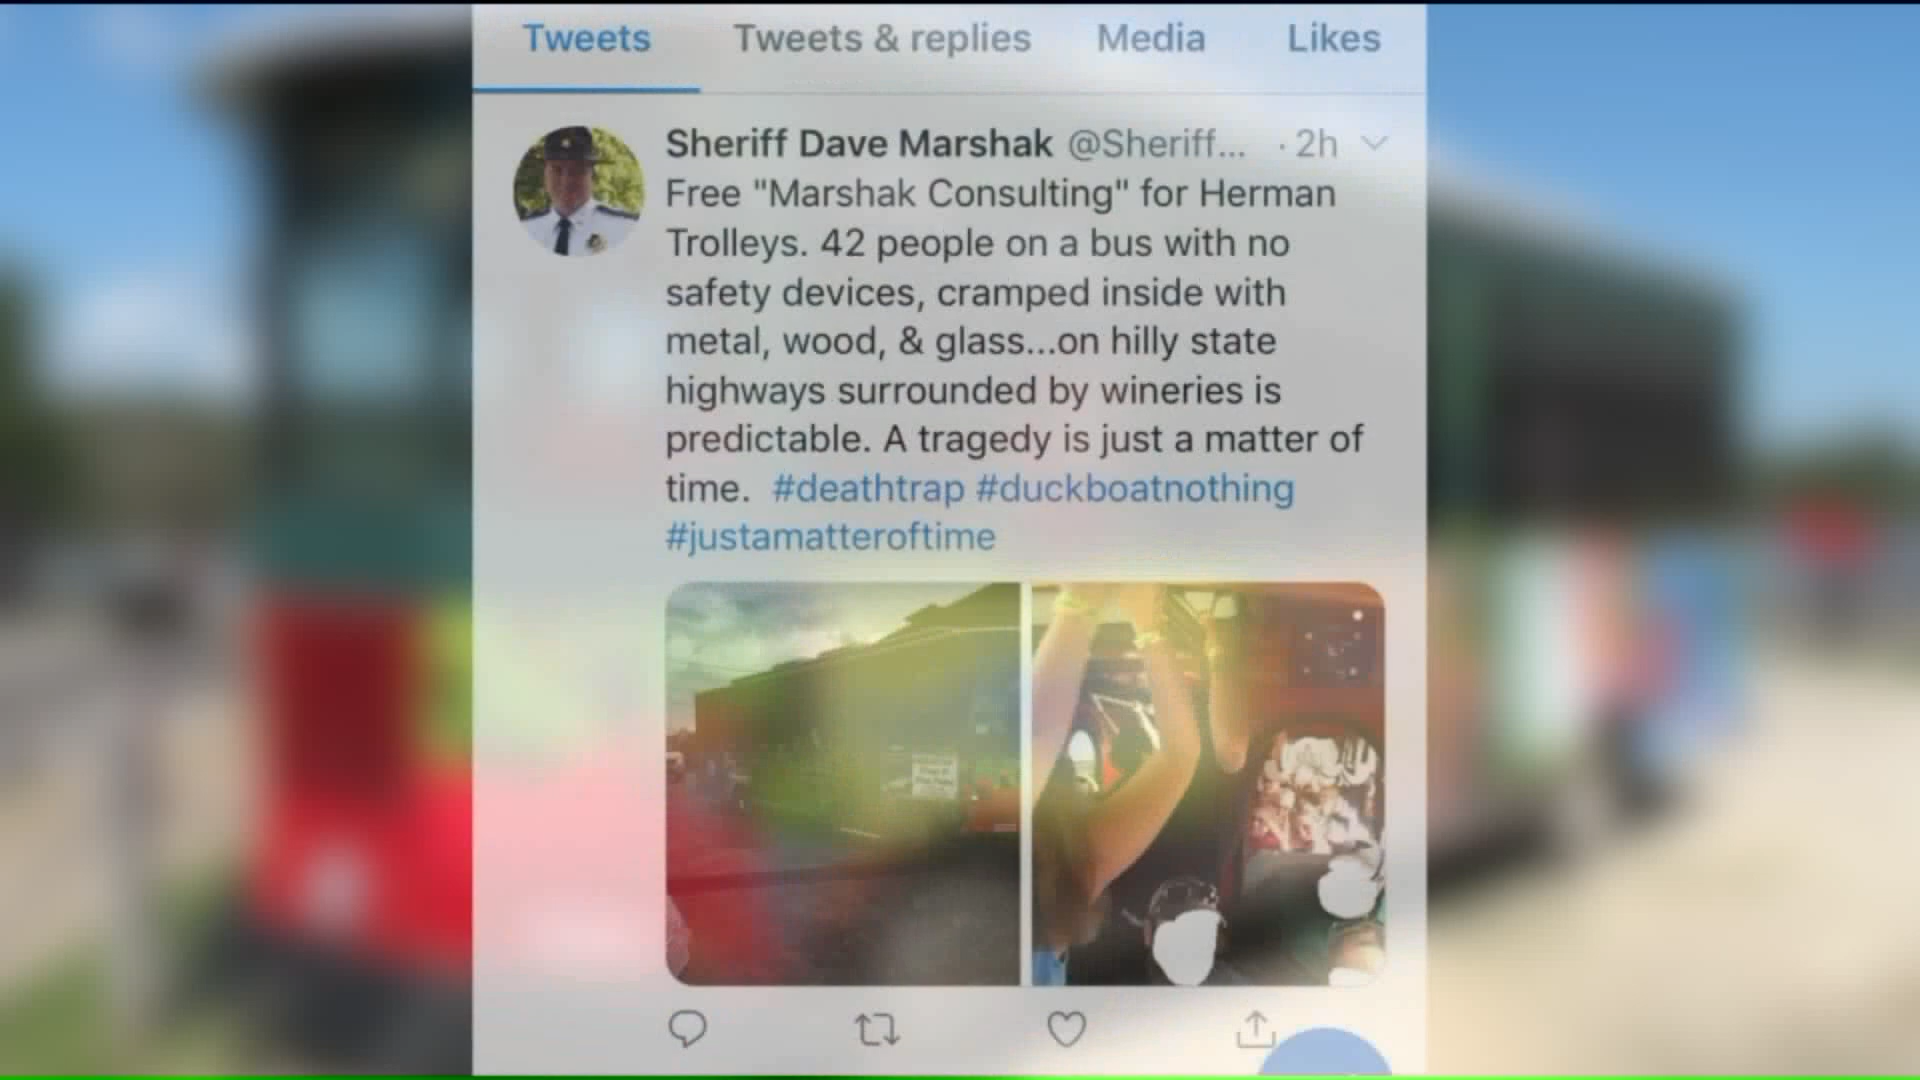 Tweets Tweets & replies Media Likes
Sheriff Dave Marshak @Sheriff... · 2h
Free "Marshak Consulting" for Herman
Trolleys. 42 people on a bus with no
safety devices, cramped inside with
metal, wood, & glass...on hilly state
highways surrounded by wineries is
predictable. A tragedy is just a matter of
time. #deathtrap #duckboatnothing
#justamatteroftime